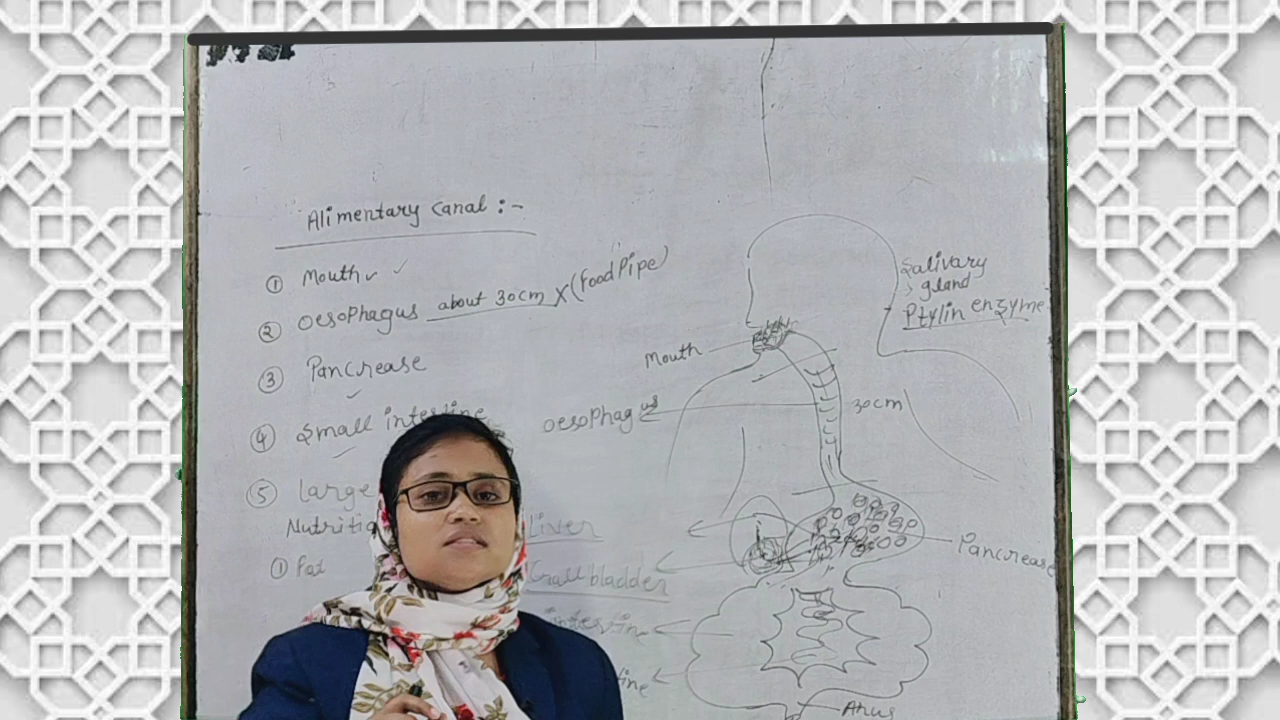 Alimentary canal :-
① Mouth
② oesophagus about 30cm (Food Pipe)
③ Pancrease
④ Small intestine
⑤ large
① Fat
Salivary
gland
Ptylin enzyme
Mouth
oesophagus
30cm
Liver
Gall bladder
Pancrease
intestine
Anus